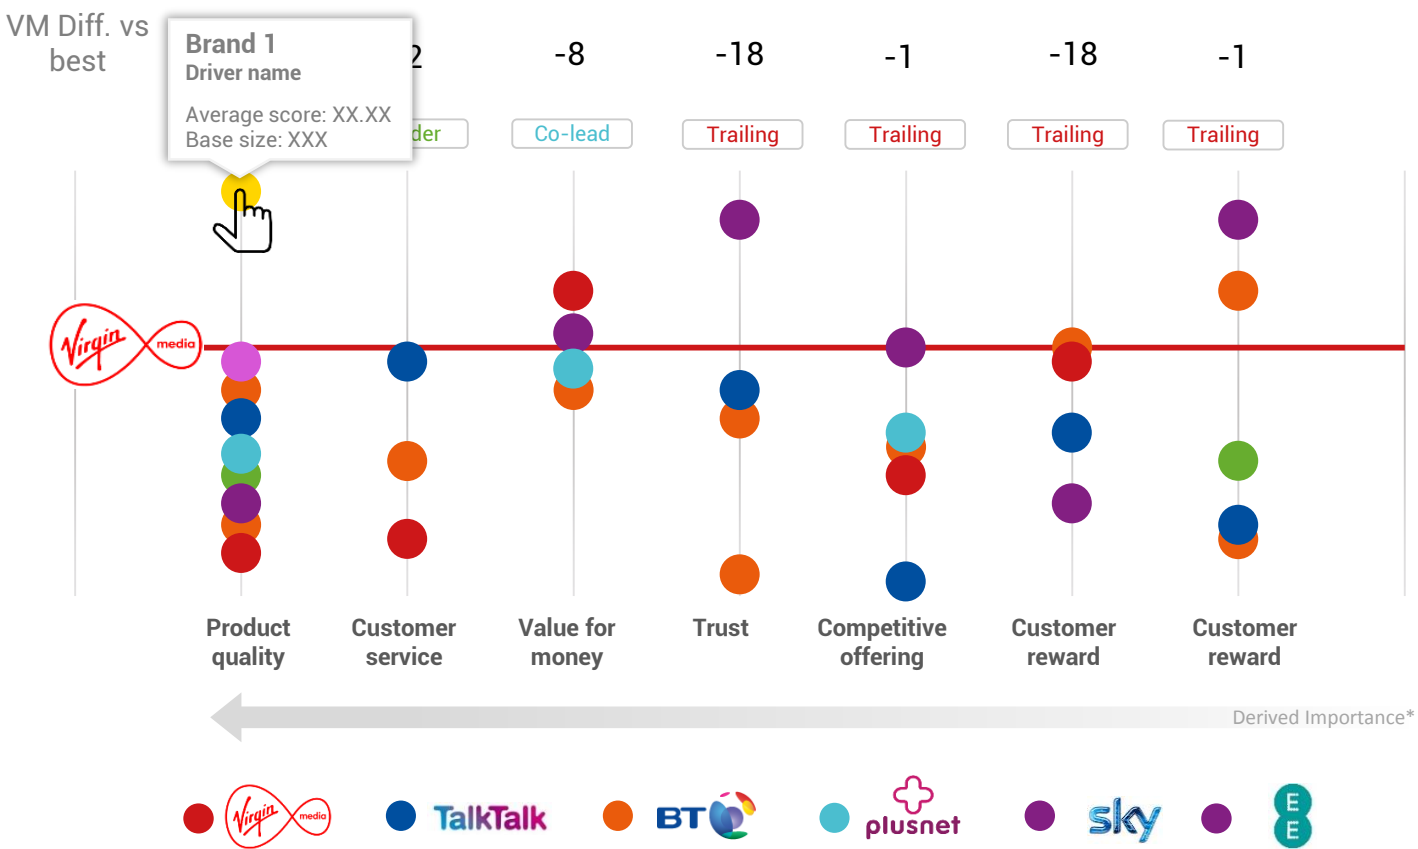 VM Diff. vs
best
Brand 1
Driver name
Average score: XX.XX
Base size: XXX
2
-8
-18
-1
-18
-1
der
Co-lead
Trailing
Trailing
Trailing
Trailing
Virgin media
Product
quality
Customer
service
Value for
money
Trust
Competitive
offering
Customer
reward
Customer
reward
Derived Importance*
Virgin media
TalkTalk
BT
plusnet
sky
E
E